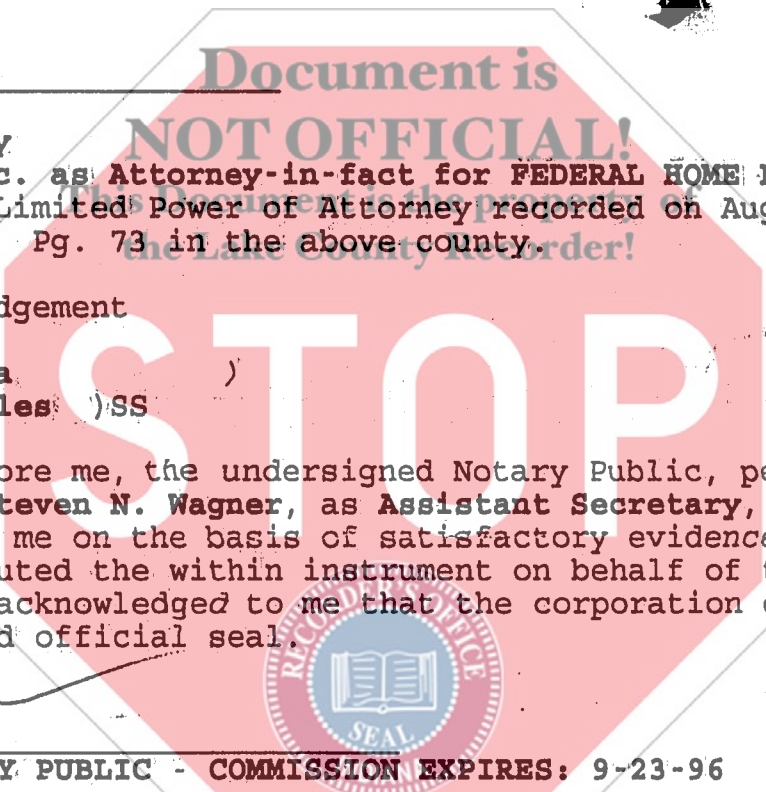 Document is
NOT OFFICIAL!
Y
c. as Attorney-in-fact for FEDERAL HOME
This Document is the property of
Limited Power of Attorney recorded on Aug
Pg. 73 in the above county.
the Lake County Recorder!
dgement
STOP
a )
les )SS
ore me, the undersigned Notary Public, pe
teven N. Wagner, as Assistant Secretary,
me on the basis of satisfactory evidence
uted the within instrument on behalf of t
acknowledged to me that the corporation
d official seal.
RECORDER'S OFFICE
SEAL
Y PUBLIC - COMMISSION EXPIRES: 9-23-96